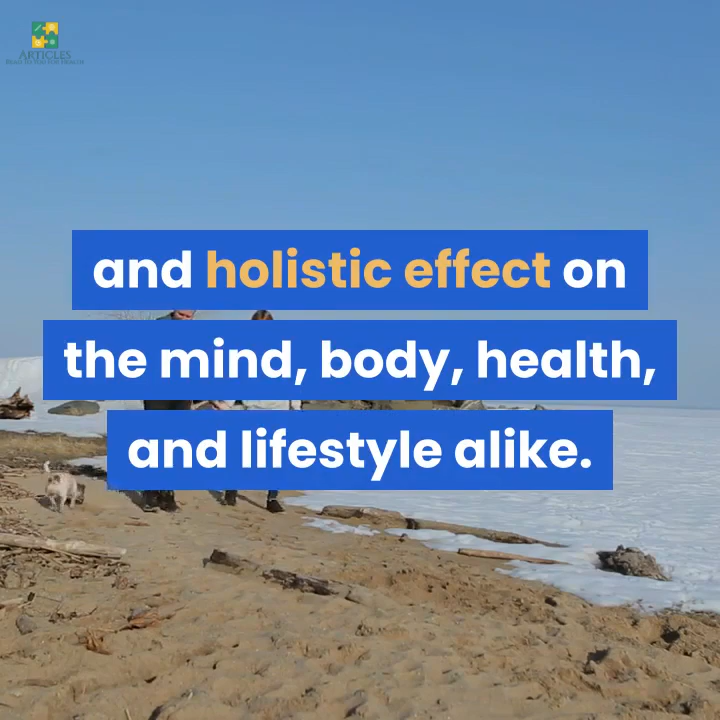 ARTICLES
and holistic effect on
the mind, body, health,
and lifestyle alike.